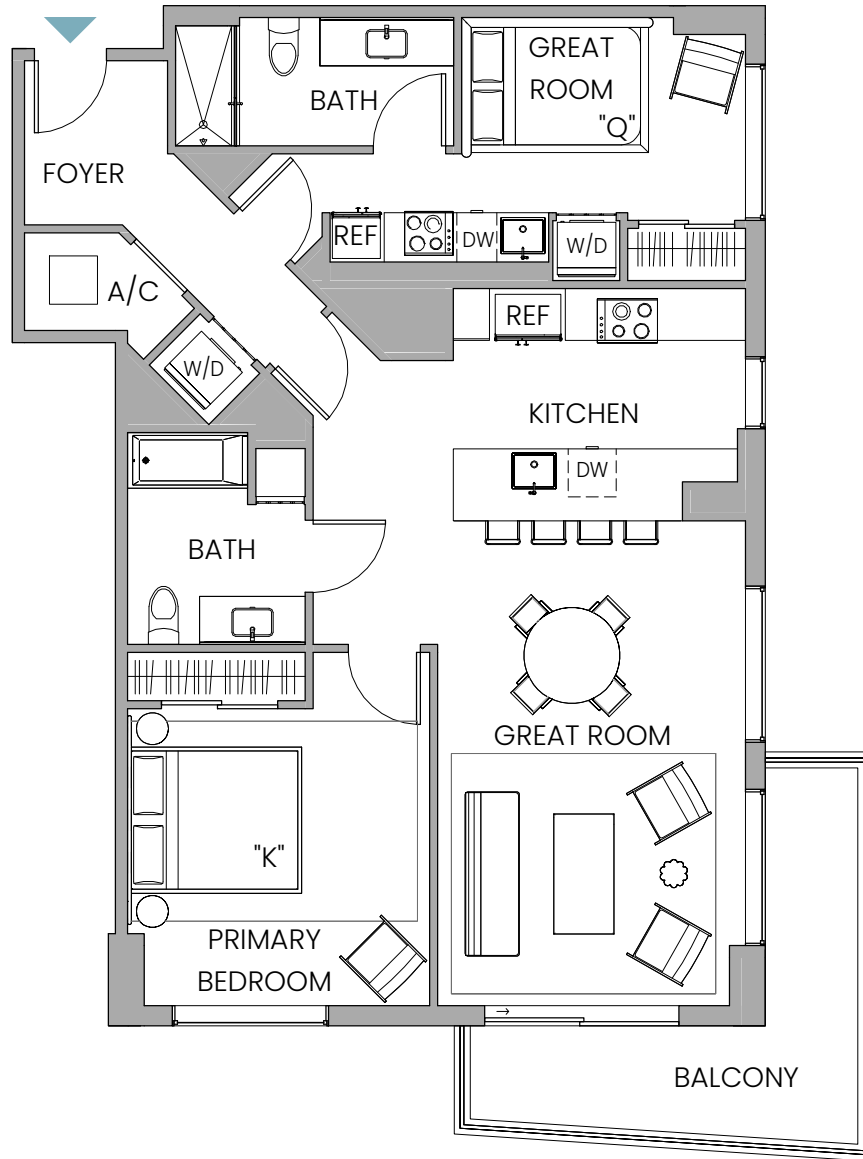 GREAT
ROOM
"Q"
BATH
FOYER
REF
DW
W/D
A/C
REF
W/D
KITCHEN
DW
BATH
GREAT ROOM
"K"
PRIMARY
BEDROOM
BALCONY